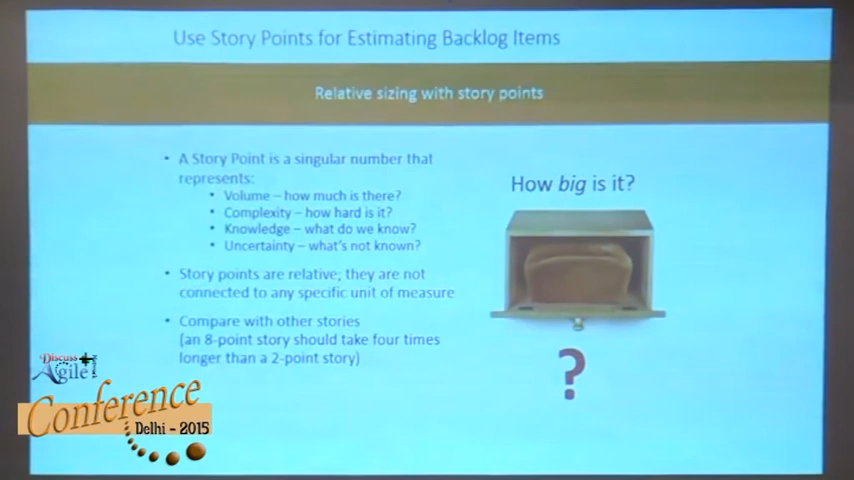 Use Story Points for Estimating Backlog Items
Relative sizing with story points
• A Story Point is a singular number that
represents:
• Volume – how much is there?
• Complexity – how hard is it?
• Knowledge – what do we know?
• Uncertainty – what's not known?
• Story points are relative; they are not
connected to any specific unit of measure
• Compare with other stories
(an 8-point story should take four times
longer than a 2-point story)
How big is it?
?
Discuss
Agile
Conference
Delhi – 2015